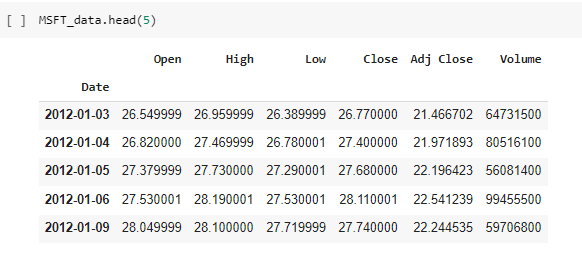 [ ] MSFT_data.head(5)
Open High Low Close Adj Close Volume
Date
2012-01-03 26.549999 26.959999 26.389999 26.770000 21.466702 64731500
2012-01-04 26.820000 27.469999 26.780001 27.400000 21.971893 80516100
2012-01-05 27.379999 27.730000 27.290001 27.680000 22.196423 56081400
2012-01-06 27.530001 28.190001 27.530001 28.110001 22.541239 99455500
2012-01-09 28.049999 28.100000 27.719999 27.740000 22.244535 59706800